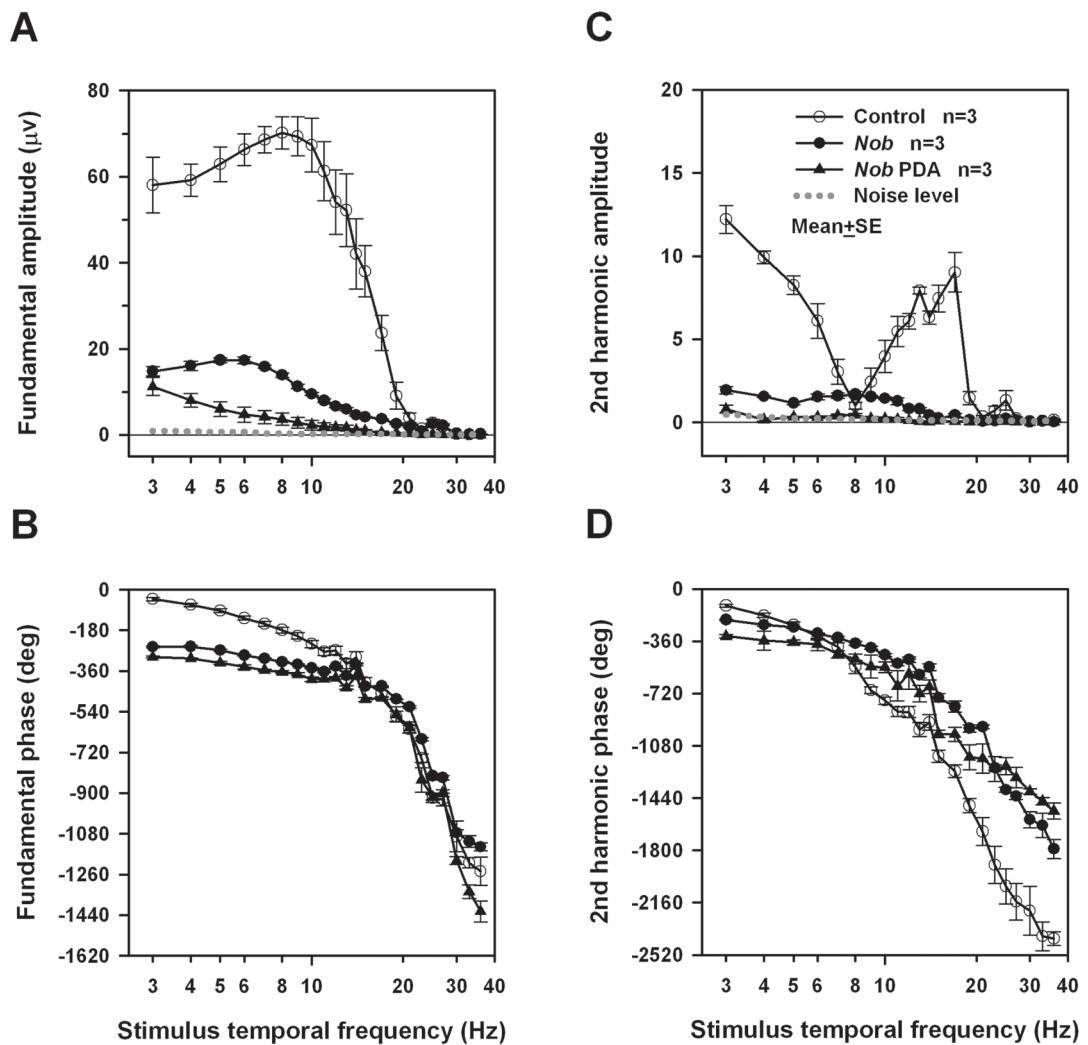 A
Fundamental amplitude (μv)
80
60
40
20
0
3 4 5 6 8 10 20 30 40
C
2nd harmonic amplitude
20
15
10
5
0
Control n=3
Nob n=3
Nob PDA n=3
Noise level
Mean±SE
3 4 5 6 8 10 20 30 40
B
Fundamental phase (deg)
0
-180
-360
-540
-720
-900
-1080
-1260
-1440
-1620
3 4 5 6 8 10 20 30 40
Stimulus temporal frequency (Hz)
D
2nd harmonic phase (deg)
0
-360
-720
-1080
-1440
-1800
-2160
-2520
3 4 5 6 8 10 20 30 40
Stimulus temporal frequency (Hz)